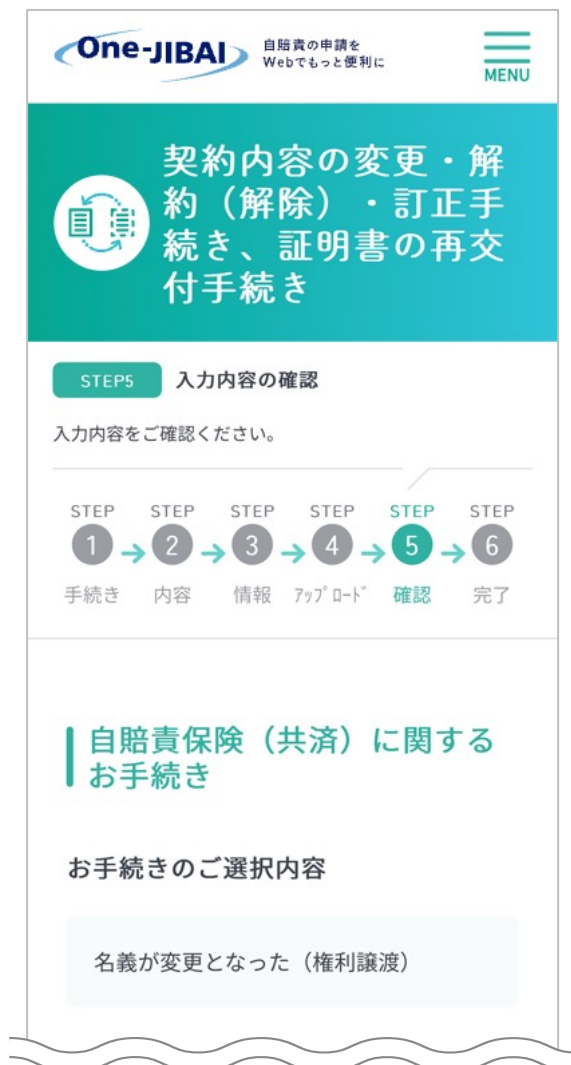 One-JIBAI
自賠責の申請を
Webでもっと便利に
MENU
契約内容の変更・解
約（解除）・訂正手
続き、証明書の再交
付手続き
STEP5 入力内容の確認
入力内容をご確認ください。
STEP STEP STEP STEP STEP STEP
1 2 3 4 5 6
手続き 内容 情報 ｱｯﾌﾟﾛｰﾄﾞ 確認 完了
自賠責保険（共済）に関する
お手続き
お手続きのご選択内容
名義が変更となった（権利譲渡）